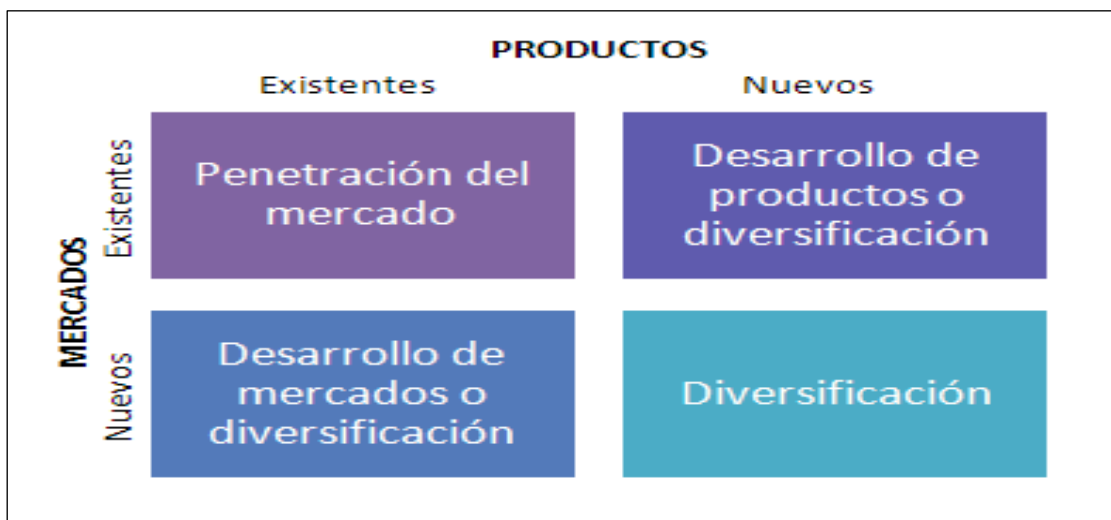 PRODUCTOS
Existentes
Nuevos
MERCADOS
Existentes
Penetración del
mercado
Desarrollo de
productos o
diversificación
Nuevos
Desarrollo de
mercados o
diversificación
Diversificación